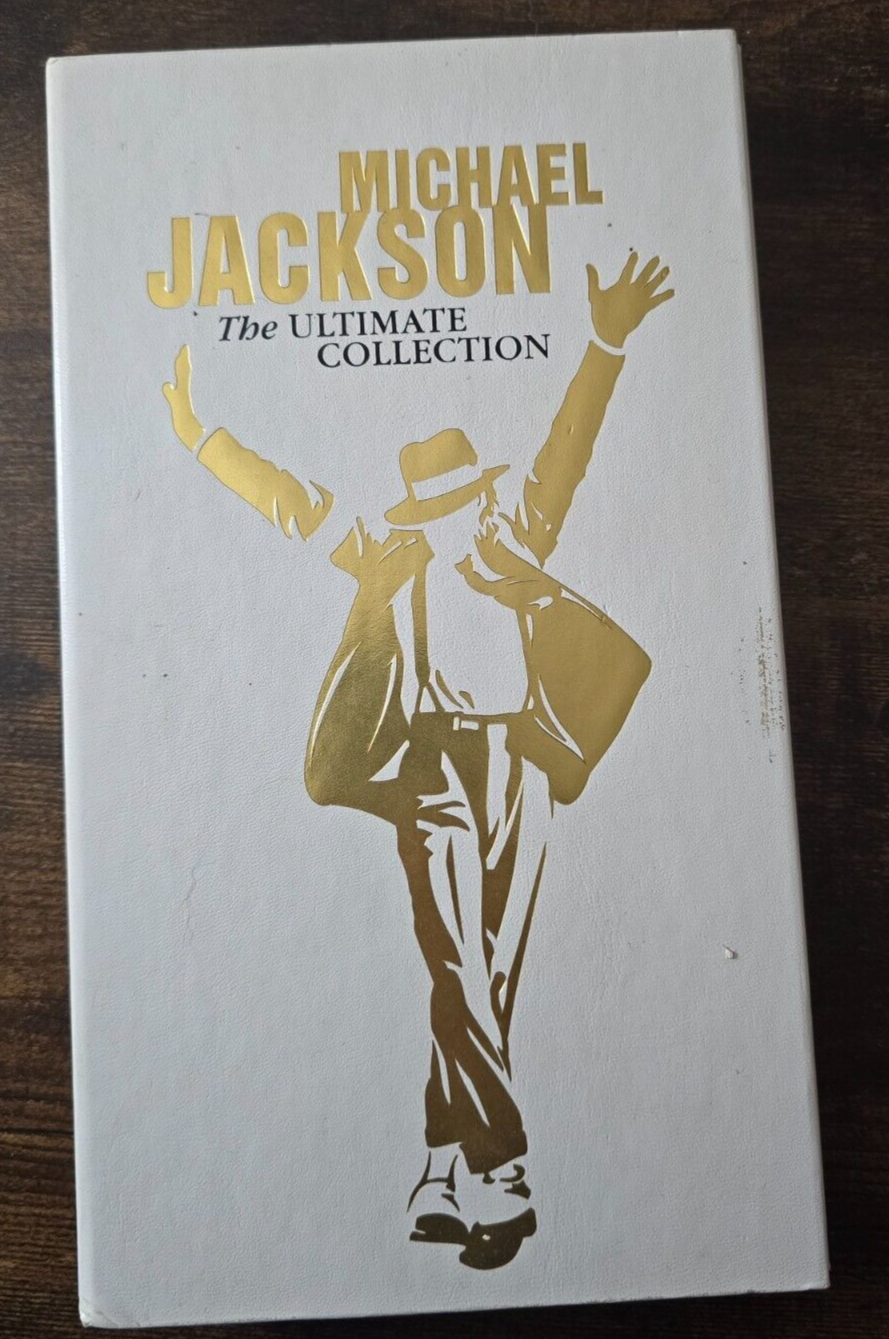 MICHAEL
JACKSON
The ULTIMATE
COLLECTION